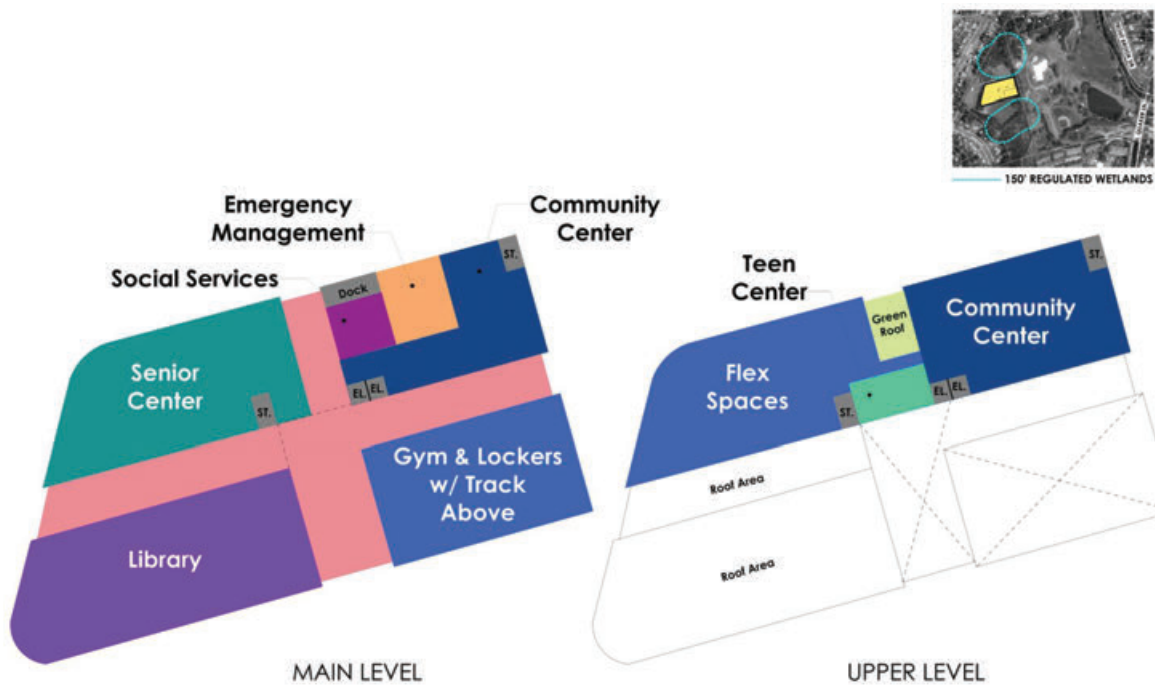 150' REGULATED WETLANDS
Emergency
Management
Community
Center
Social Services
ST.
Dock
Senior
Center
EL. EL.
ST.
Gym & Lockers
w/ Track
Above
Library
MAIN LEVEL
Teen
Center
ST.
Green
Roof
Community
Center
Flex
Spaces
EL. EL.
ST.
Roof Area
Roof Area
UPPER LEVEL